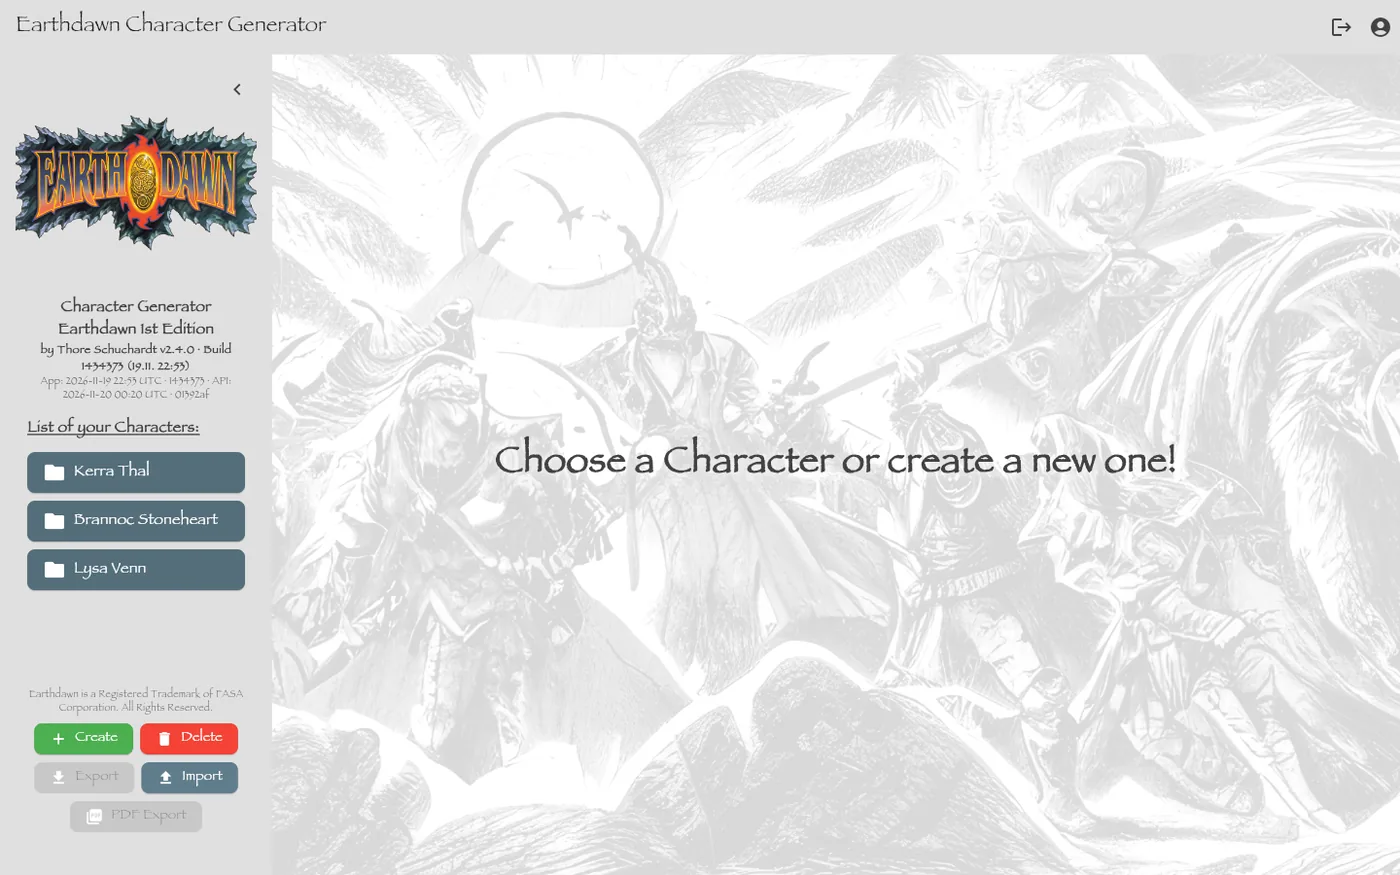 Earthdawn Character Generator
EARTHDAWN
Character Generator
Earthdawn 1st Edition
by Thore Schuchardt v2.4.0 · Build
1434373 (19.11. 22:53)
App: 2026-11-19 22:53 UTC · 1434373 · API:
2026-11-20 00:20 UTC · 01392af
List of your Characters:
Kerra Thal
Brannoc Stoneheart
Lysa Venn
Choose a Character or create a new one!
Earthdawn is a Registered Trademark of FASA
Corporation. All Rights Reserved.
Create
Delete
Export
Import
PDF Export